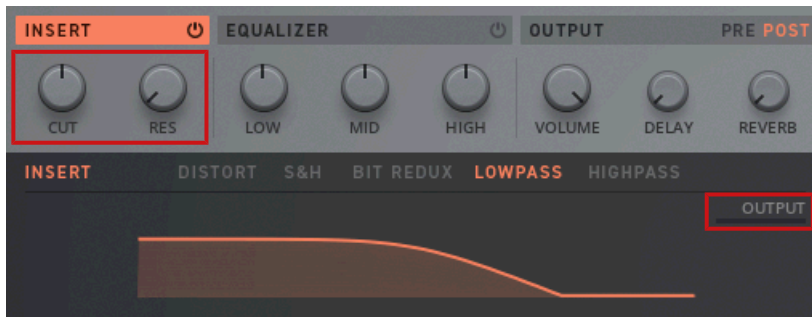 INSERT EQUALIZER OUTPUT PRE POST
CUT RES LOW MID HIGH VOLUME DELAY REVERB
INSERT DISTORT S&H BIT REDUX LOWPASS HIGHPASS
OUTPUT